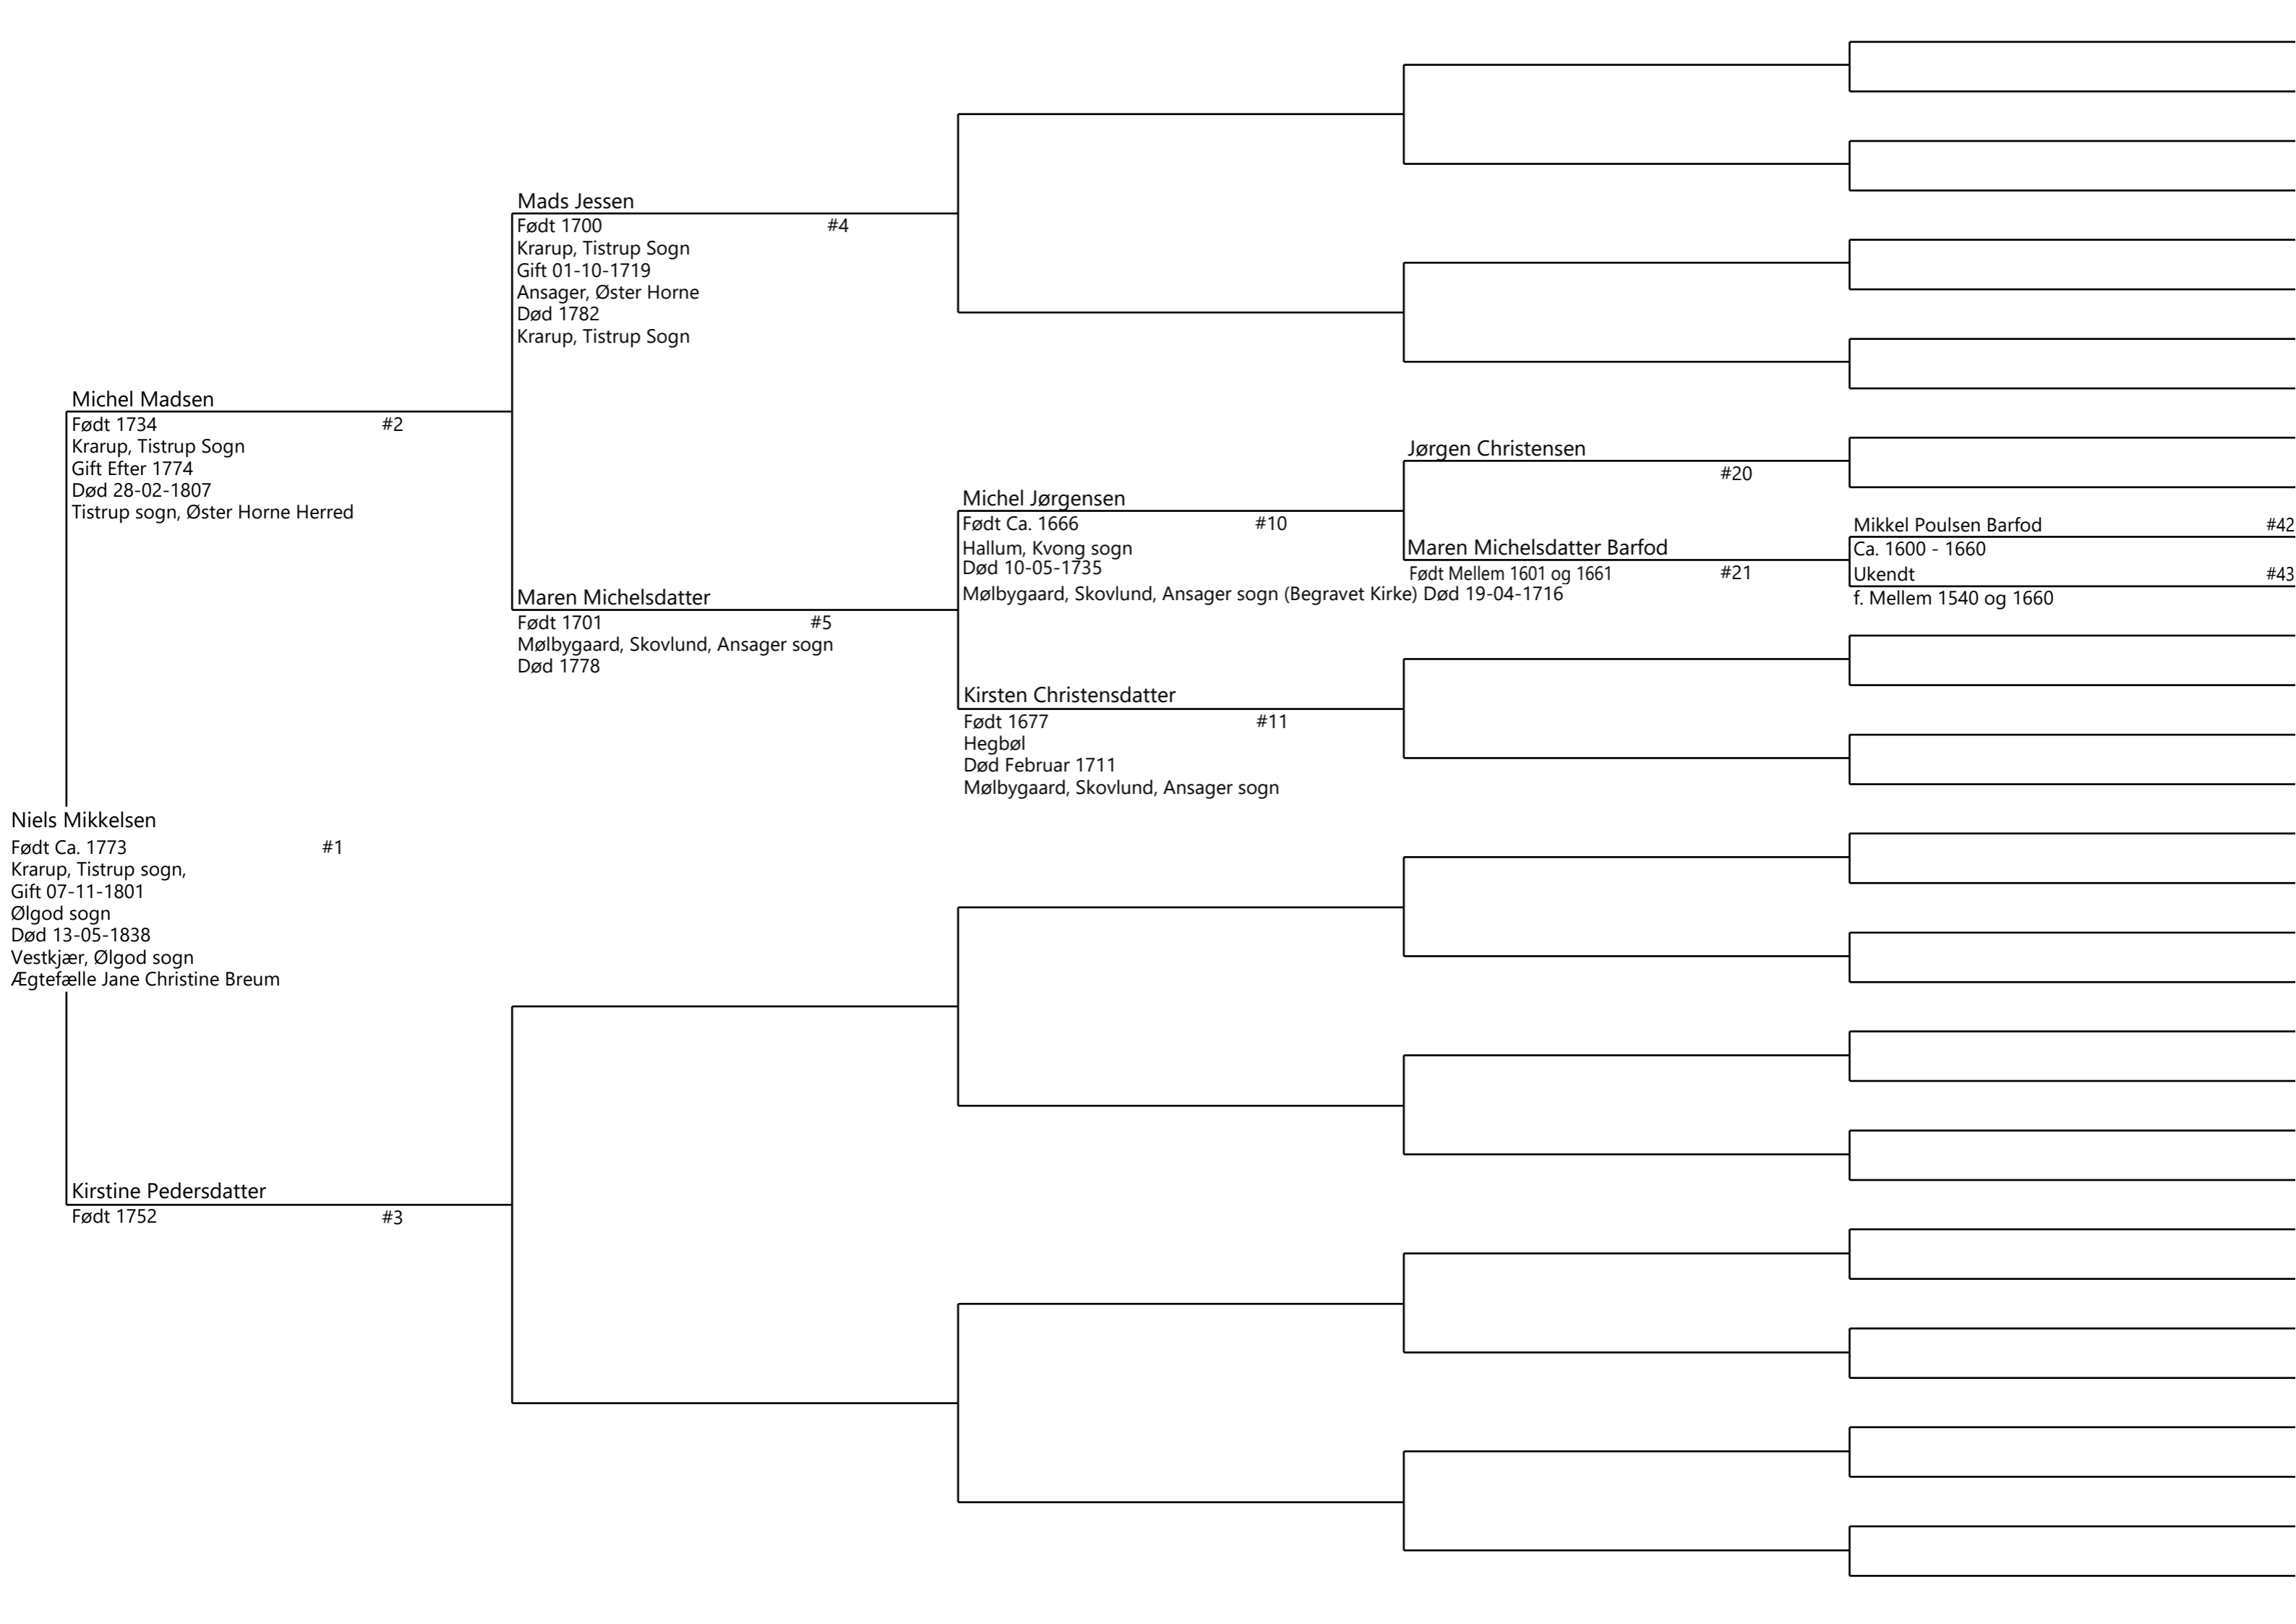 Mads Jessen
Født 1700 #4
Krarup, Tistrup Sogn
Gift 01-10-1719
Ansager, Øster Horne
Død 1782
Krarup, Tistrup Sogn
Michel Madsen
Født 1734 #2
Krarup, Tistrup Sogn
Gift Efter 1774
Død 28-02-1807
Tistrup sogn, Øster Horne Herred
Jørgen Christensen
#20
Michel Jørgensen
Født Ca. 1666 #10
Hallum, Kvong sogn
Død 10-05-1735
Mølbygaard, Skovlund, Ansager sogn (Begravet Kirke)
Mikkel Poulsen Barfod #42
Ca. 1600 - 1660
Maren Michelsdatter Barfod
Født Mellem 1601 og 1661 #21
Død 19-04-1716
Ukendt #43
f. Mellem 1540 og 1660
Maren Michelsdatter
Født 1701 #5
Mølbygaard, Skovlund, Ansager sogn
Død 1778
Kirsten Christensdatter
Født 1677 #11
Hegbøl
Død Februar 1711
Mølbygaard, Skovlund, Ansager sogn
Niels Mikkelsen
Født Ca. 1773 #1
Krarup, Tistrup sogn,
Gift 07-11-1801
Ølgod sogn
Død 13-05-1838
Vestkjær, Ølgod sogn
Ægtefælle Jane Christine Breum
Kirstine Pedersdatter
Født 1752 #3